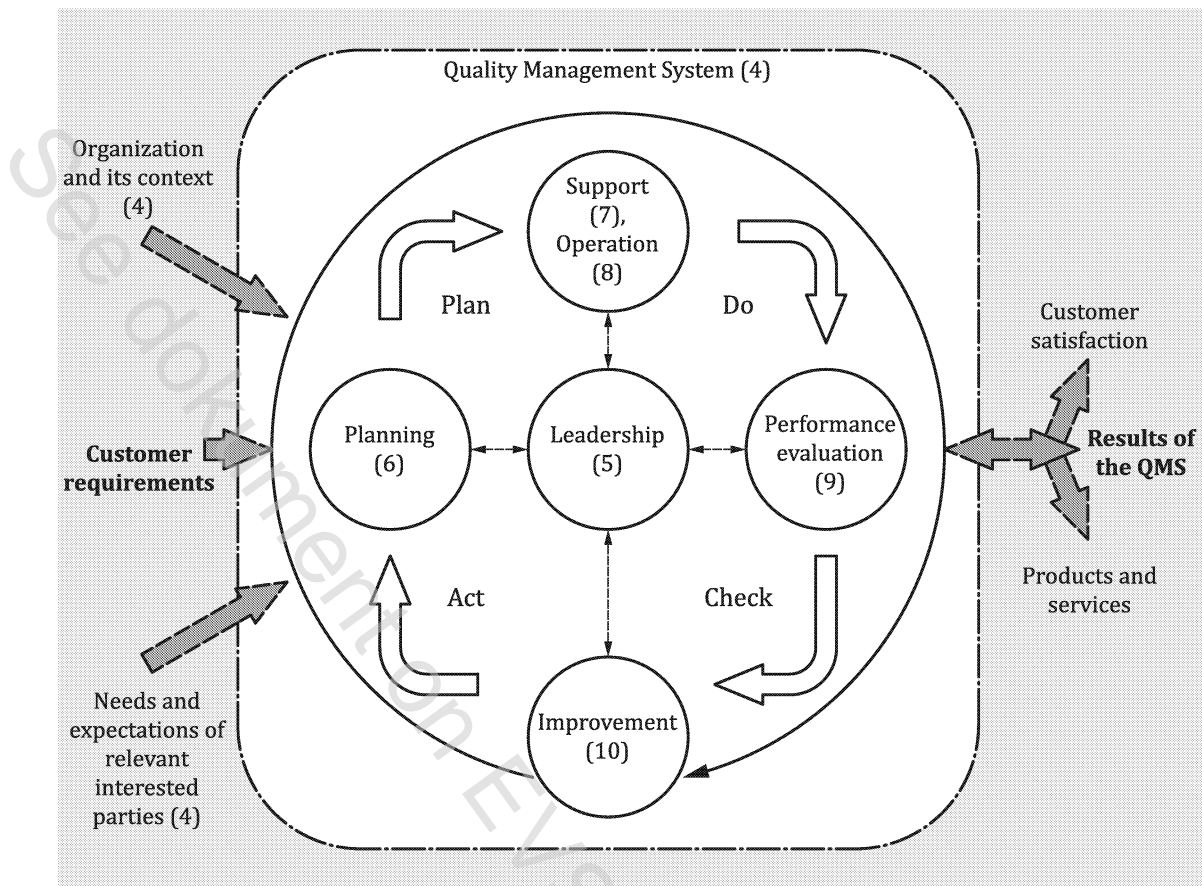 Quality Management System (4)
Organization
and its context
(4)
Support
(7),
Operation
(8)
Plan
Do
Customer
satisfaction
Planning
(6)
Leadership
(5)
Performance
evaluation
(9)
Customer
requirements
Results of
the QMS
Act
Check
Products and
services
Needs and
expectations of
relevant
interested
parties (4)
Improvement
(10)
See dokument on EVS